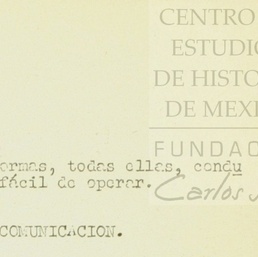 CENTRO
ESTUDIO
DE HISTO
DE MEXI
FUNDAC
Carlos
ormas, todas ellas, condu
fácil de operar.
COMUNICACION.